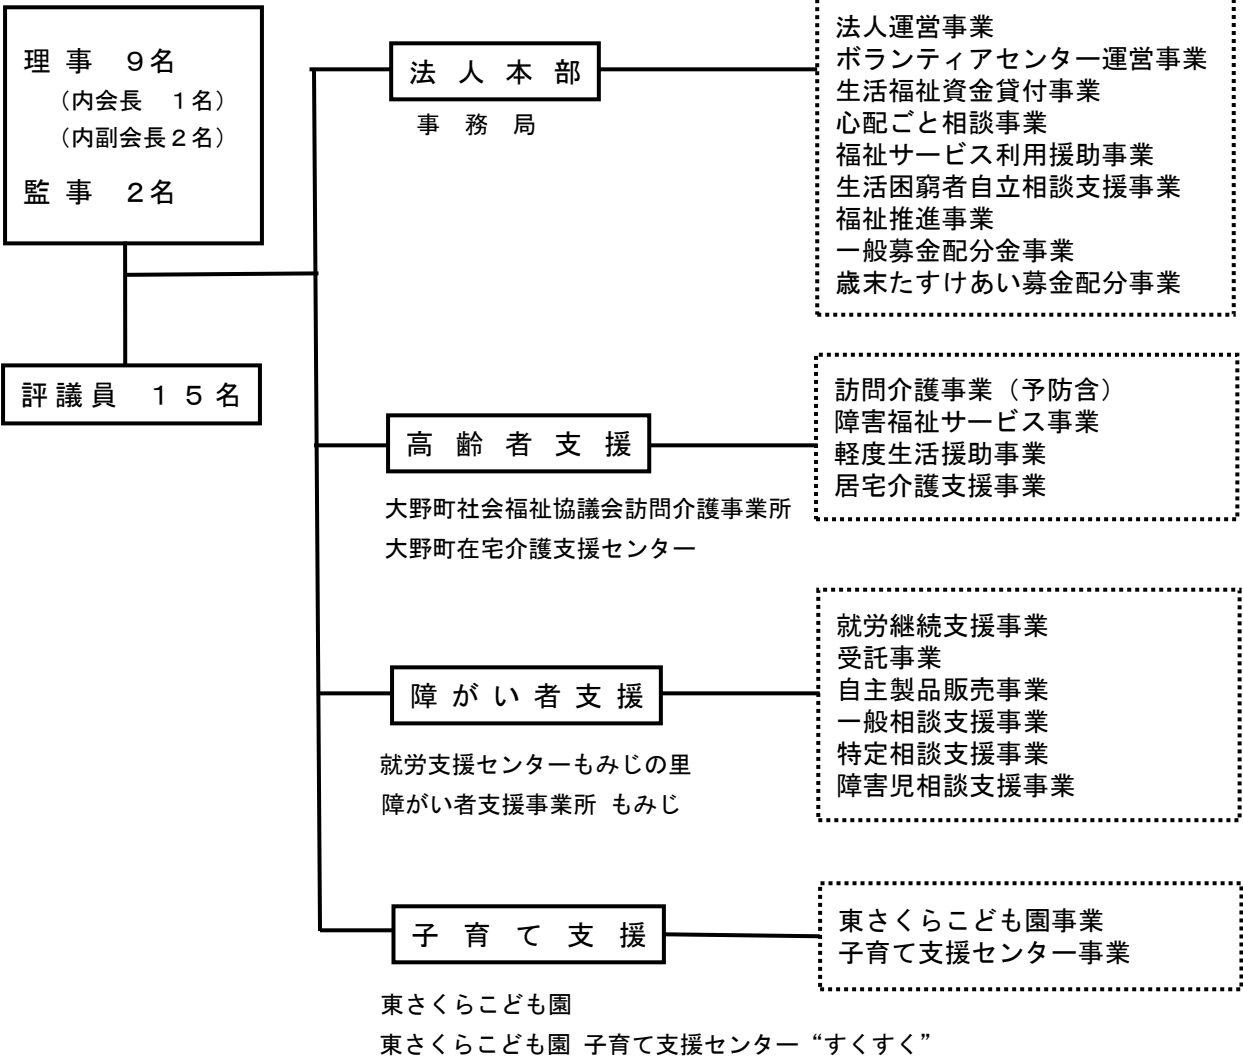 理 事　９名
（内会長　１名）
（内副会長２名）
監 事　２名
評議員　１５名
法人本部
事務局
法人運営事業
ボランティアセンター運営事業
生活福祉資金貸付事業
心配ごと相談事業
福祉サービス利用援助事業
生活困窮者自立相談支援事業
福祉推進事業
一般募金配分金事業
歳末たすけあい募金配分事業
高齢者支援
大野町社会福祉協議会訪問介護事業所
大野町在宅介護支援センター
訪問介護事業（予防含）
障害福祉サービス事業
軽度生活援助事業
居宅介護支援事業
障がい者支援
就労支援センターもみじの里
障がい者支援事業所 もみじ
就労継続支援事業
受託事業
自主製品販売事業
一般相談支援事業
特定相談支援事業
障害児相談支援事業
子育て支援
東さくらこども園
東さくらこども園 子育て支援センター “すくすく”
東さくらこども園事業
子育て支援センター事業